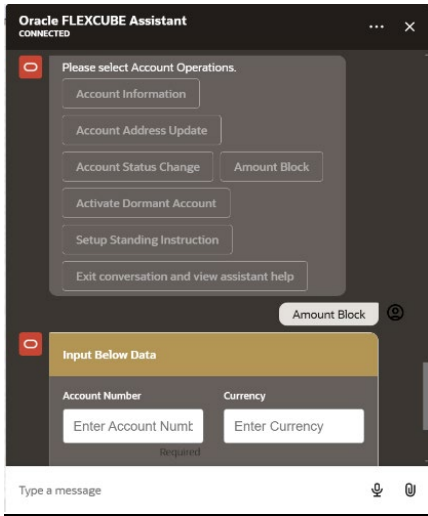 Oracle FLEXCUBE Assistant
CONNECTED
Please select Account Operations.
Account Information
Account Address Update
Account Status Change Amount Block
Activate Dormant Account
Setup Standing Instruction
Exit conversation and view assistant help
Amount Block
Input Below Data
Account Number Currency
Enter Account Numb Enter Currency
Required
Type a message